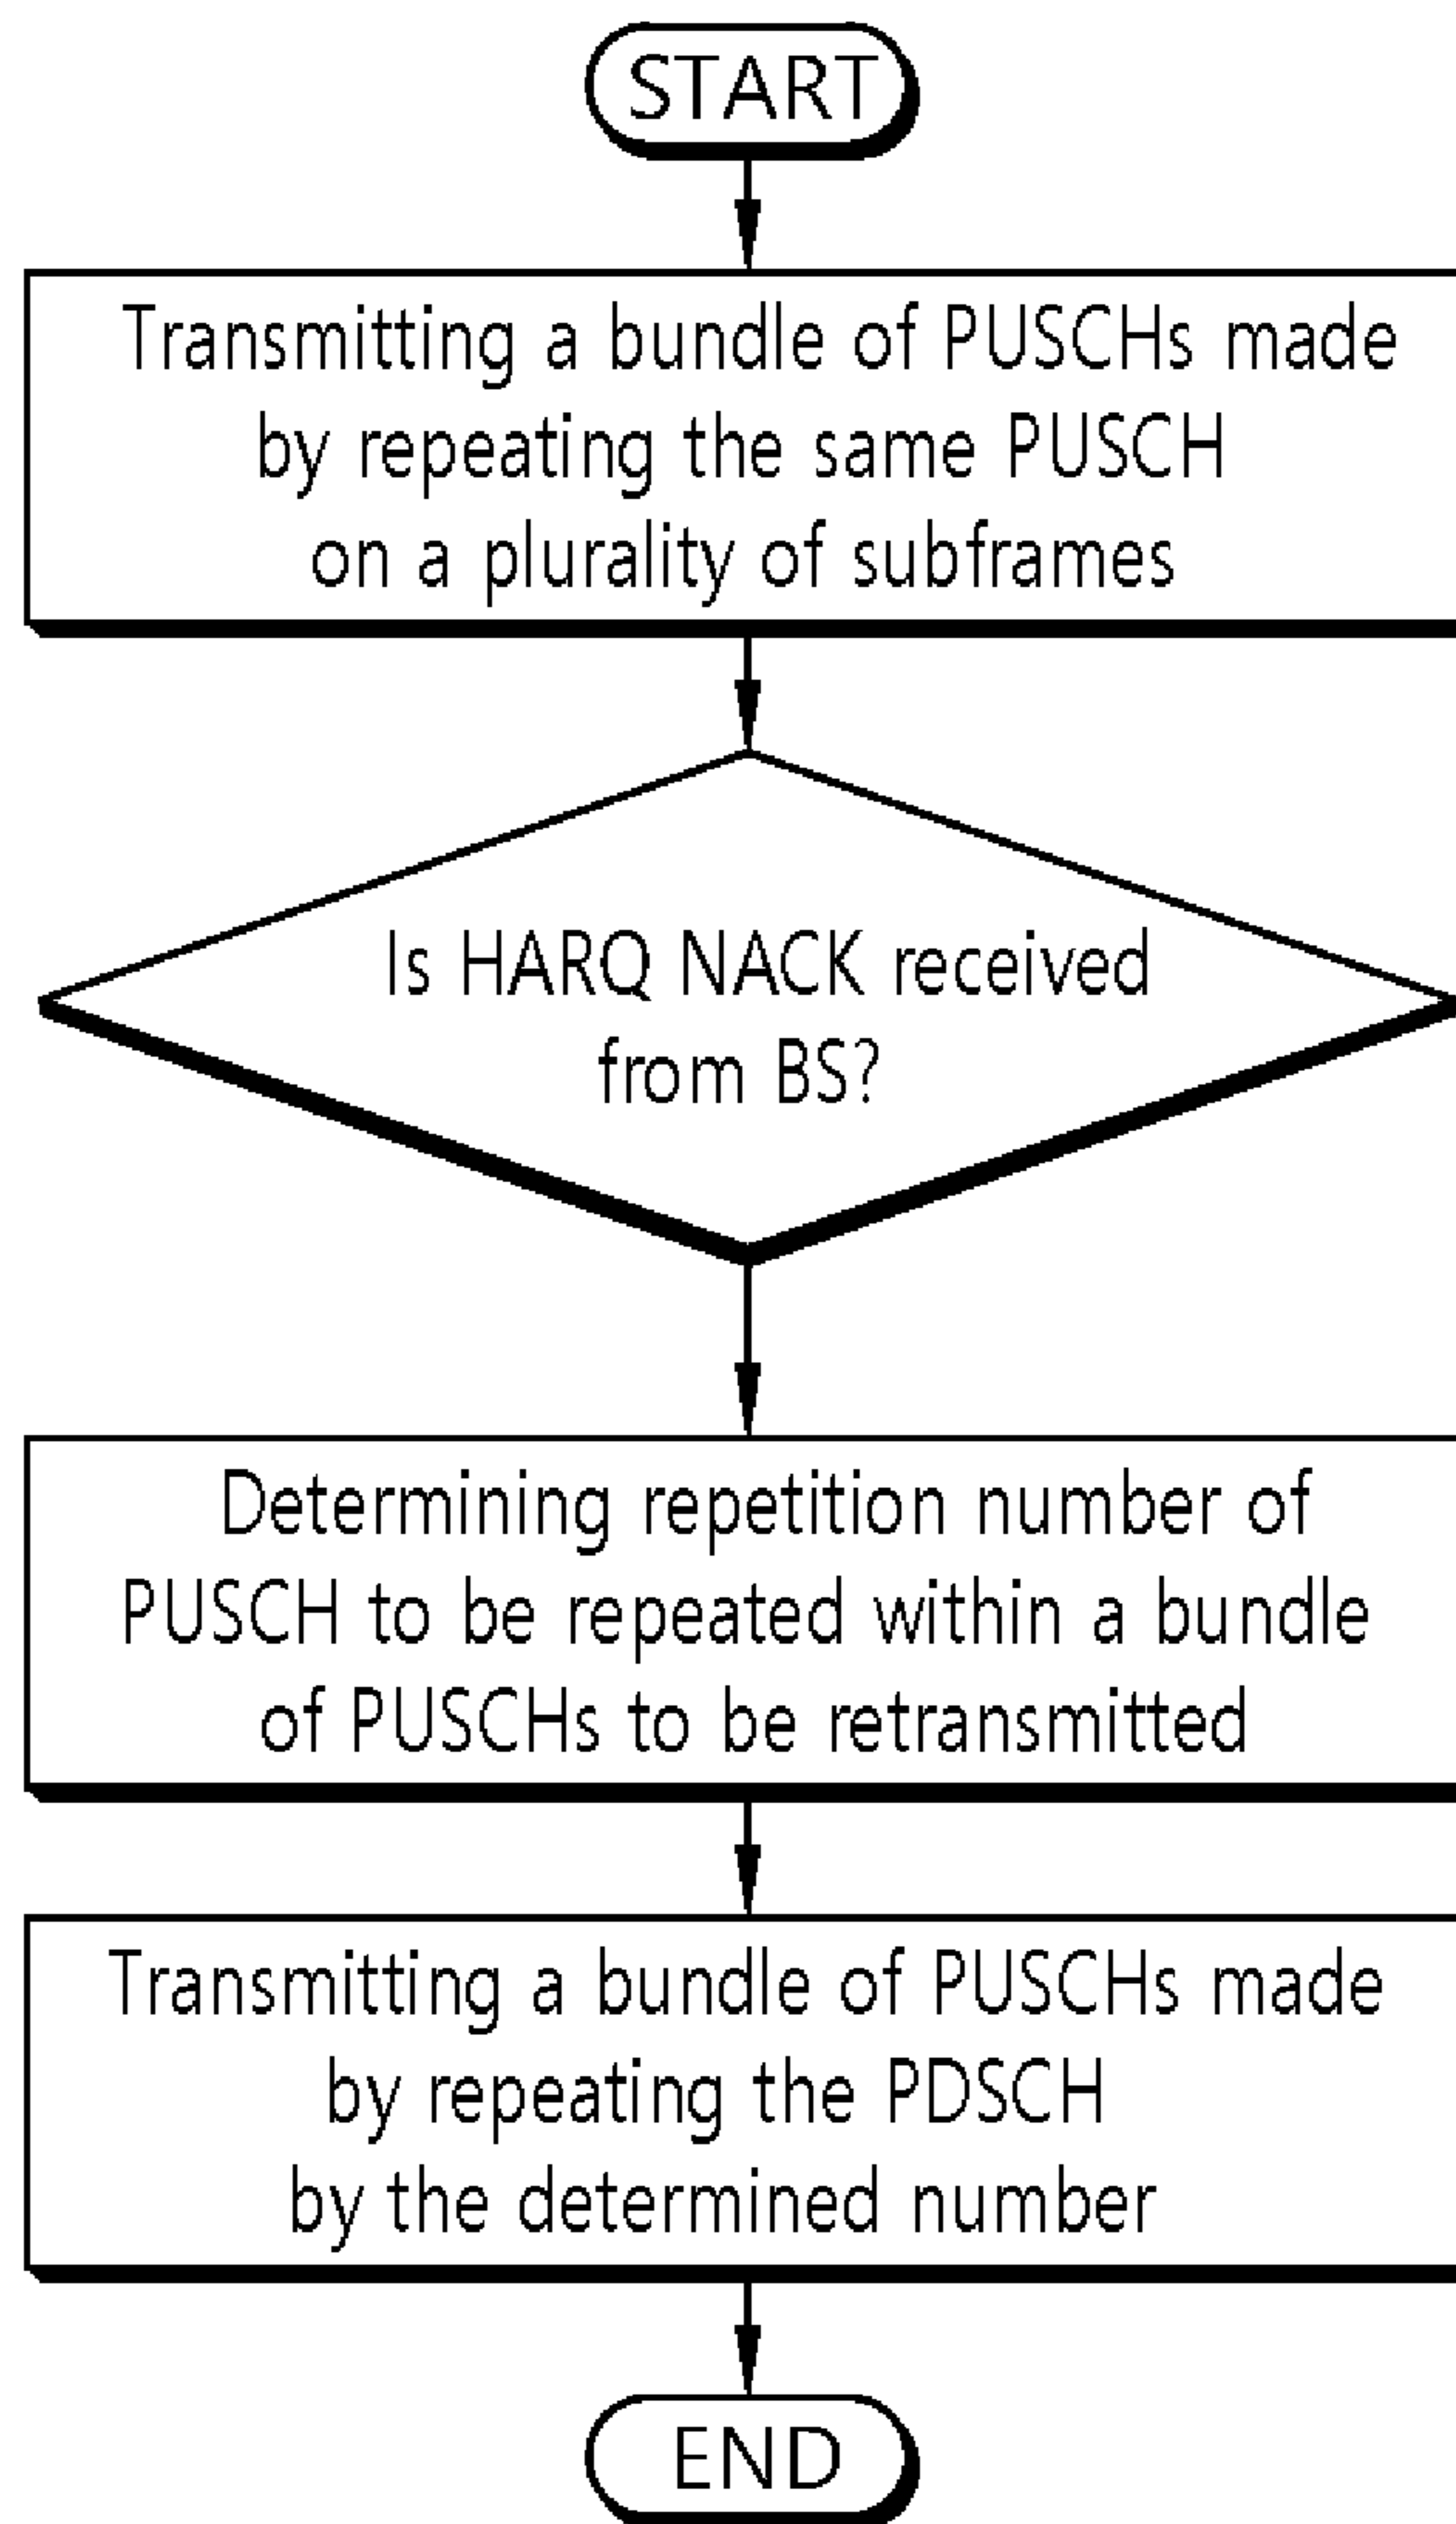 START
Transmitting a bundle of PUSCHs made
by repeating the same PUSCH
on a plurality of subframes
Is HARQ NACK received
from BS?
Determining repetition number of
PUSCH to be repeated within a bundle
of PUSCHs to be retransmitted
Transmitting a bundle of PUSCHs made
by repeating the PDSCH
by the determined number
END